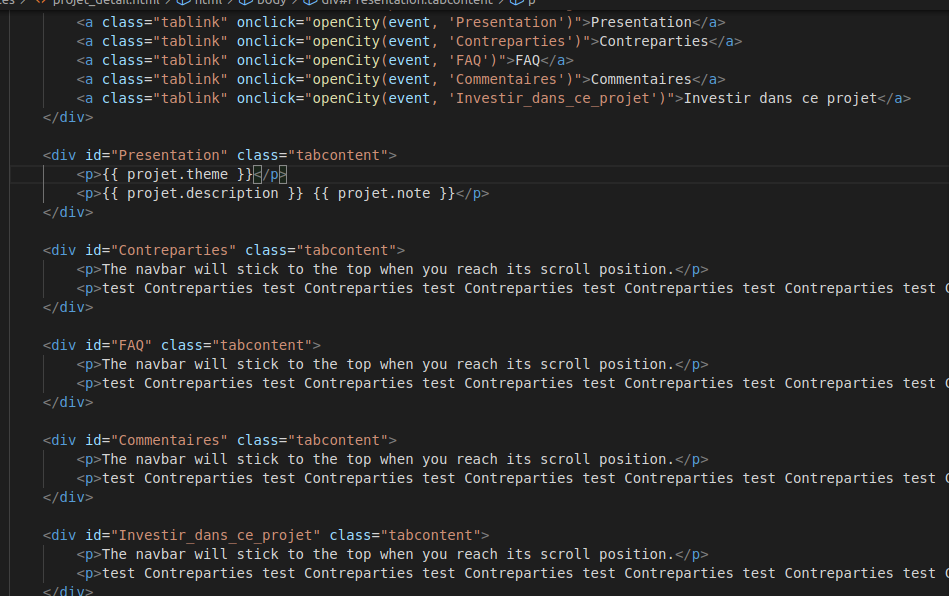 projet_detail.html > html > body > div#Presentation.tabcontent > p
<a class="tablink" onclick="openCity(event, 'Presentation')">Presentation</a>
<a class="tablink" onclick="openCity(event, 'Contreparties')">Contreparties</a>
<a class="tablink" onclick="openCity(event, 'FAQ')">FAQ</a>
<a class="tablink" onclick="openCity(event, 'Commentaires')">Commentaires</a>
<a class="tablink" onclick="openCity(event, 'Investir_dans_ce_projet')">Investir dans ce projet</a>
</div>
<div id="Presentation" class="tabcontent">
<p>{{ projet.theme }}</p>
<p>{{ projet.description }} {{ projet.note }}</p>
</div>
<div id="Contreparties" class="tabcontent">
<p>The navbar will stick to the top when you reach its scroll position.</p>
<p>test Contreparties test Contreparties test Contreparties test Contreparties test Contreparties test
</div>
<div id="FAQ" class="tabcontent">
<p>The navbar will stick to the top when you reach its scroll position.</p>
<p>test Contreparties test Contreparties test Contreparties test Contreparties test Contreparties test
</div>
<div id="Commentaires" class="tabcontent">
<p>The navbar will stick to the top when you reach its scroll position.</p>
<p>test Contreparties test Contreparties test Contreparties test Contreparties test Contreparties test
</div>
<div id="Investir_dans_ce_projet" class="tabcontent">
<p>The navbar will stick to the top when you reach its scroll position.</p>
<p>test Contreparties test Contreparties test Contreparties test Contreparties test Contreparties test
</div>